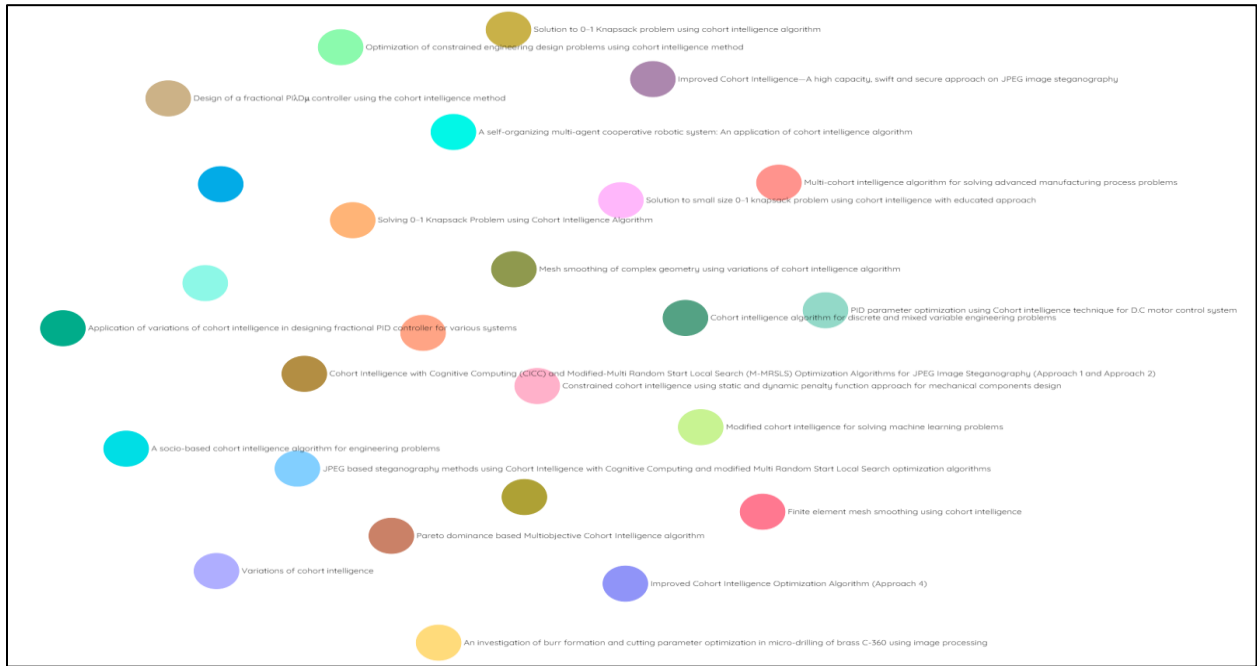 Solution to 0-1 Knapsack problem using cohort intelligence algorithm
Optimization of constrained engineering design problems using cohort intelligence method
Improved Cohort Intelligence—A high capacity, swift and secure approach on JPEG image steganography
Design of a fractional PIλDμ controller using the cohort intelligence method
A self-organizing multi-agent cooperative robotic system: An application of cohort intelligence algorithm
Multi-cohort intelligence algorithm for solving advanced manufacturing process problems
Solution to small size 0-1 knapsack problem using cohort intelligence with educated approach
Solving 0-1 Knapsack Problem using Cohort Intelligence Algorithm
Mesh smoothing of complex geometry using variations of cohort intelligence algorithm
PID parameter optimization using Cohort intelligence technique for D.C motor control system
Cohort intelligence algorithm for discrete and mixed variable engineering problems
Application of variations of cohort intelligence in designing fractional PID controller for various systems
Cohort Intelligence with Cognitive Computing (CICC) and Modified-Multi Random Start Local Search (M-MRSLS) Optimization Algorithms for JPEG Image Steganography (Approach 1 and Approach 2)
Constrained cohort intelligence using static and dynamic penalty function approach for mechanical components design
Modified cohort intelligence for solving machine learning problems
A socio-based cohort intelligence algorithm for engineering problems
JPEG based steganography methods using Cohort Intelligence with Cognitive Computing and modified Multi Random Start Local Search optimization algorithms
Finite element mesh smoothing using cohort intelligence
Pareto dominance based Multiobjective Cohort Intelligence algorithm
Variations of cohort intelligence
Improved Cohort Intelligence Optimization Algorithm (Approach 4)
An investigation of burr formation and cutting parameter optimization in micro-drilling of brass C-360 using image processing